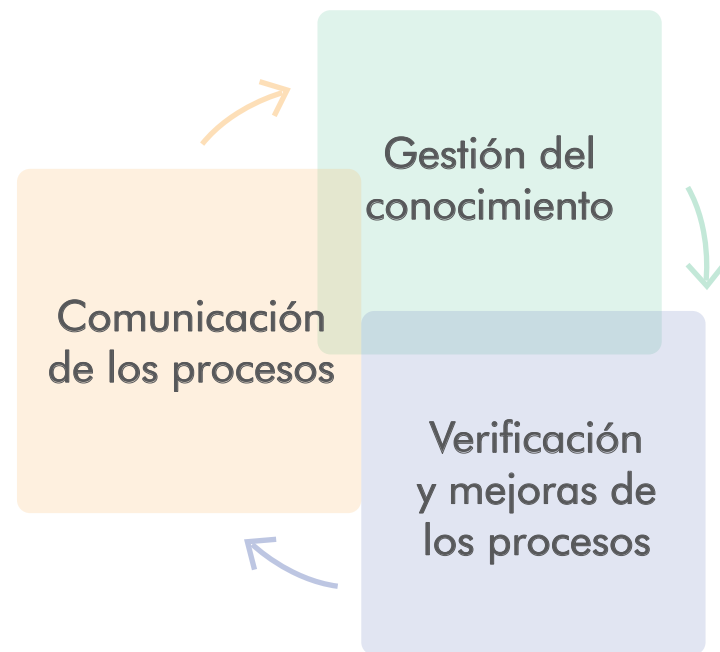 Gestión del
conocimiento
Comunicación
de los procesos
Verificación
y mejoras de
los procesos